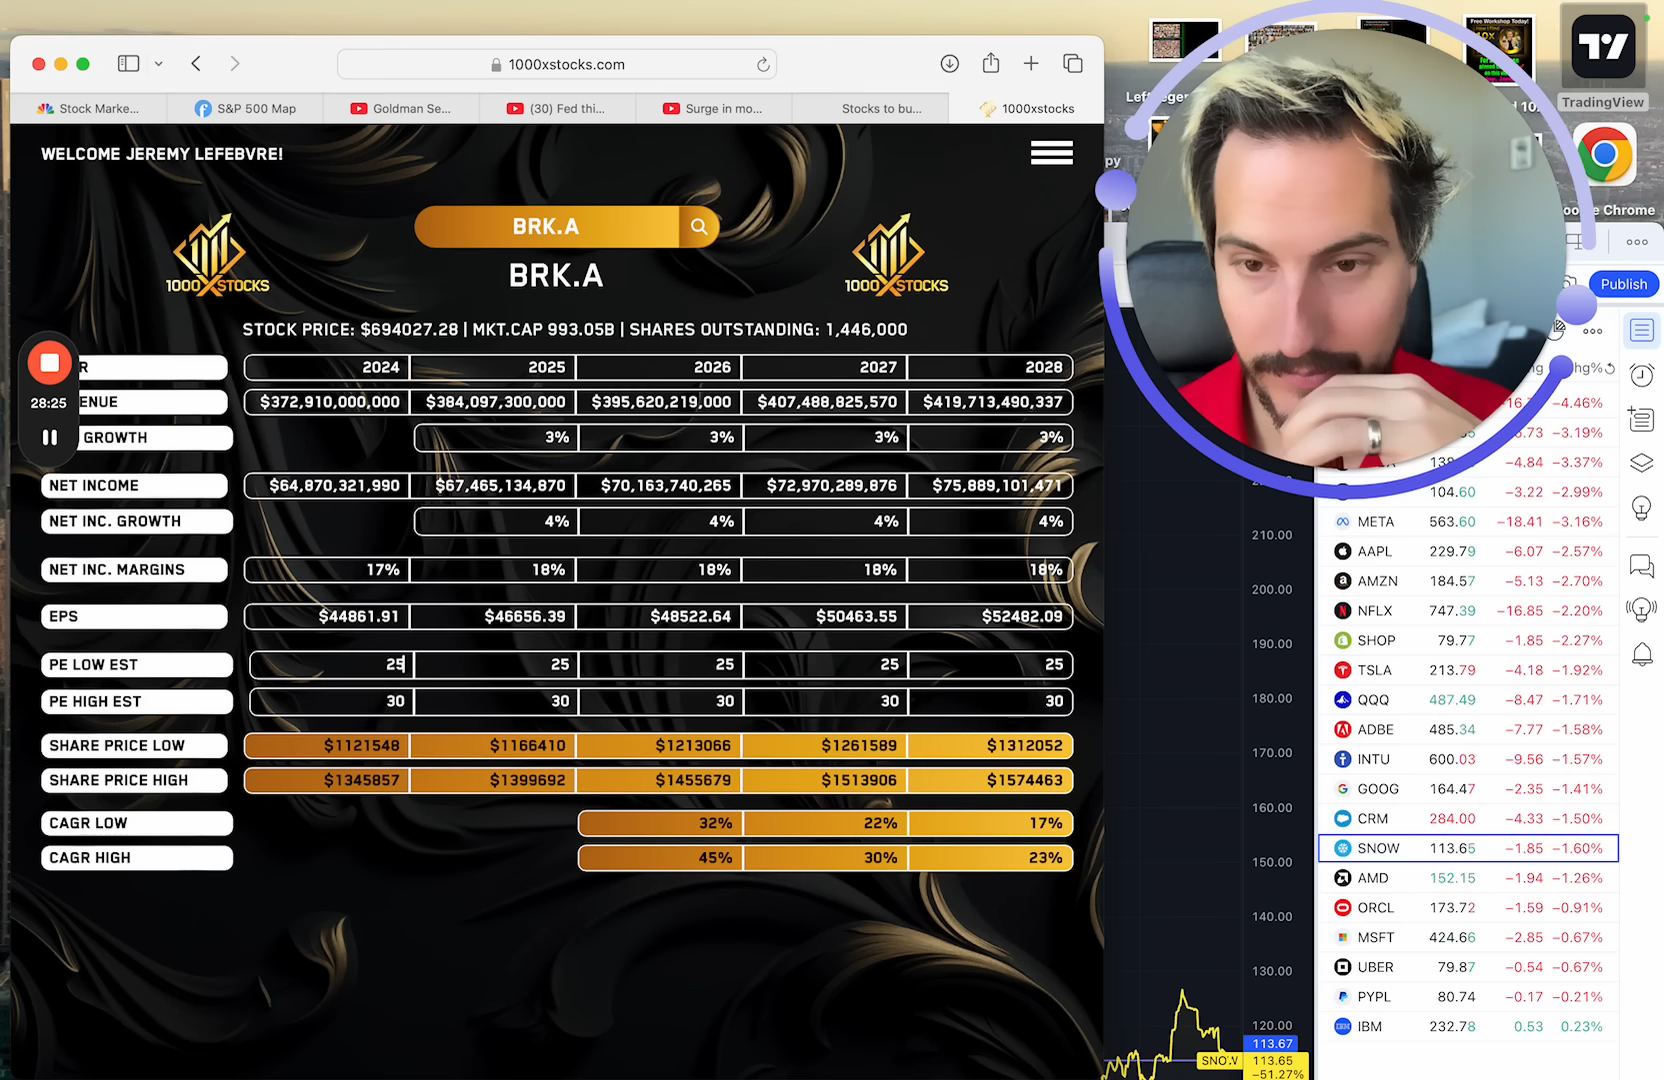 1000xstocks.com
Stock Marke...
S&P 500 Map
Goldman Se...
(30) Fed thi...
Surge in mo...
Stocks to bu...
1000xstocks
WELCOME JEREMY LEFEBVRE!
BRK.A
BRK.A
1000XSTOCKS
1000XSTOCKS
STOCK PRICE: $694027.28 | MKT.CAP 993.05B | SHARES OUTSTANDING: 1,446,000
28:25
R 2024 2025 2026 2027 2028
ENUE $372,910,000,000 $384,097,300,000 $395,620,219,000 $407,488,825,570 $419,713,490,337
GROWTH 3% 3% 3% 3%
NET INCOME $64,870,321,990 $67,465,134,870 $70,163,740,265 $72,970,289,876 $75,889,101,471
NET INC. GROWTH 4% 4% 4% 4%
NET INC. MARGINS 17% 18% 18% 18% 18%
EPS $44861.91 $46656.39 $48522.64 $50463.55 $52482.09
PE LOW EST 25 25 25 25 25
PE HIGH EST 30 30 30 30 30
SHARE PRICE LOW $1121548 $1166410 $1213066 $1261589 $1312052
SHARE PRICE HIGH $1345857 $1399692 $1455679 $1513906 $1574463
CAGR LOW 32% 22% 17%
CAGR HIGH 45% 30% 23%
Free Workshop Today!
TradingView
Chrome
Publish
hg%
−4.46%
−3.19%
−4.84 −3.37%
104.60 −3.22 −2.99%
META 563.60 −18.41 −3.16%
AAPL 229.79 −6.07 −2.57%
AMZN 184.57 −5.13 −2.70%
NFLX 747.39 −16.85 −2.20%
SHOP 79.77 −1.85 −2.27%
TSLA 213.79 −4.18 −1.92%
QQQ 487.49 −8.47 −1.71%
ADBE 485.34 −7.77 −1.58%
INTU 600.03 −9.56 −1.57%
GOOG 164.47 −2.35 −1.41%
CRM 284.00 −4.33 −1.50%
SNOW 113.65 −1.85 −1.60%
AMD 152.15 −1.94 −1.26%
ORCL 173.72 −1.59 −0.91%
MSFT 424.66 −2.85 −0.67%
UBER 79.87 −0.54 −0.67%
PYPL 80.74 −0.17 −0.21%
IBM 232.78 0.53 0.23%
210.00
200.00
190.00
180.00
170.00
160.00
150.00
140.00
130.00
120.00
113.67
SNOW 113.65
−51.27%